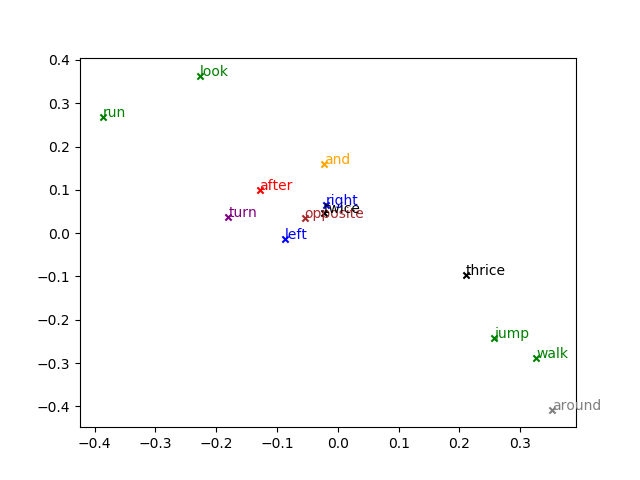 0.4
look
0.3
run
0.2
and
after
0.1
right
twice
turn
opposite
left
0.0
thrice
−0.1
−0.2
jump
walk
−0.3
around
−0.4
−0.4 −0.3 −0.2 −0.1 0.0 0.1 0.2 0.3